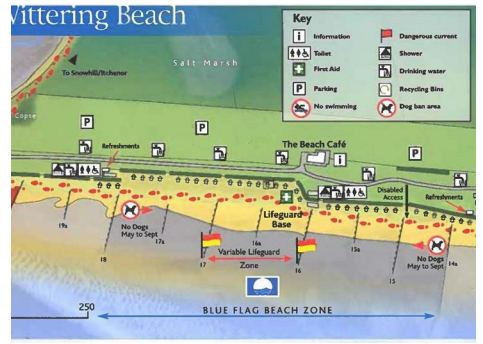 Wittering Beach
Key
Information
Toilet
First Aid
P Parking
No swimming
Dangerous current
Shower
Drinking water
Recycling Bins
Dog ban area
Salt Marsh
To Snowhill/Itchenor
Copse
P
P
P
Refreshments
The Beach Café
i
Disabled
Access
Refreshments
Lifeguard
Base
No Dogs
May to Sept
Variable Lifeguard
Zone
No Dogs
May to Sept
19a
18
17a
17
16a
16
15a
15
14a
250
BLUE FLAG BEACH ZONE